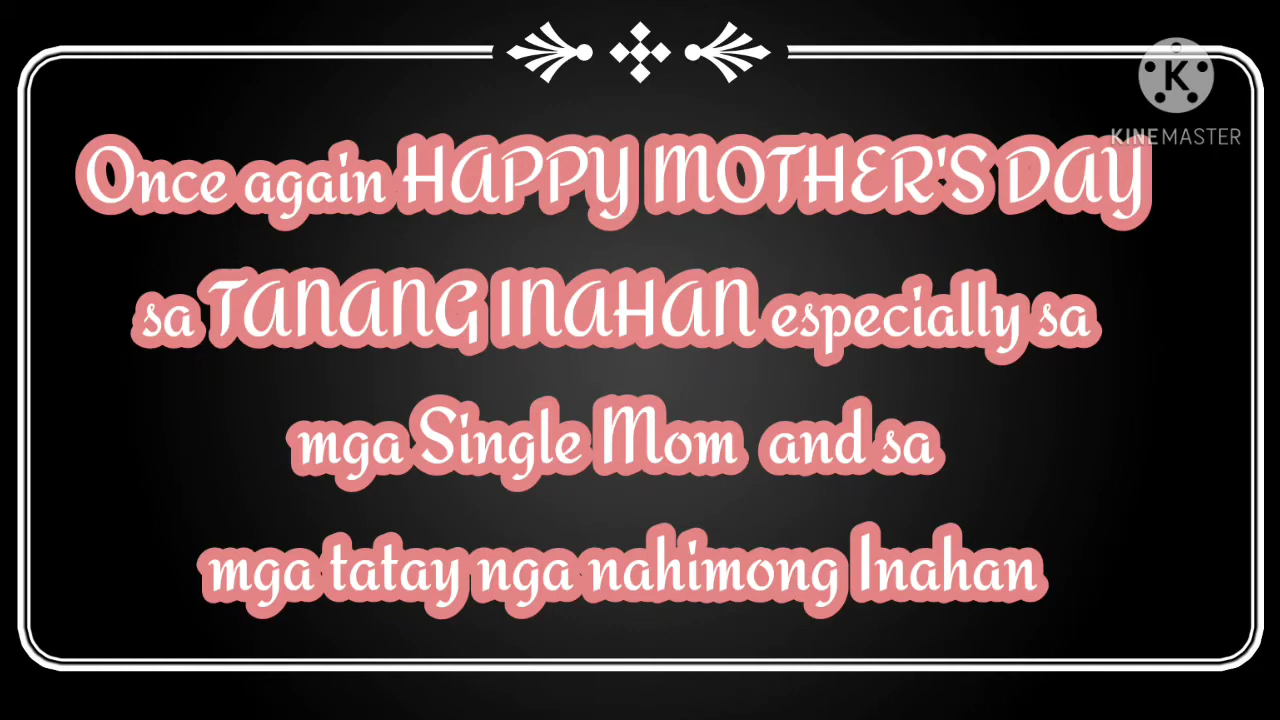 K
KINEMASTER
Once again HAPPY MOTHER'S DAY
sa TANANG INAHAN especially sa
mga Single Mom and sa
mga tatay nga nahimong Inahan